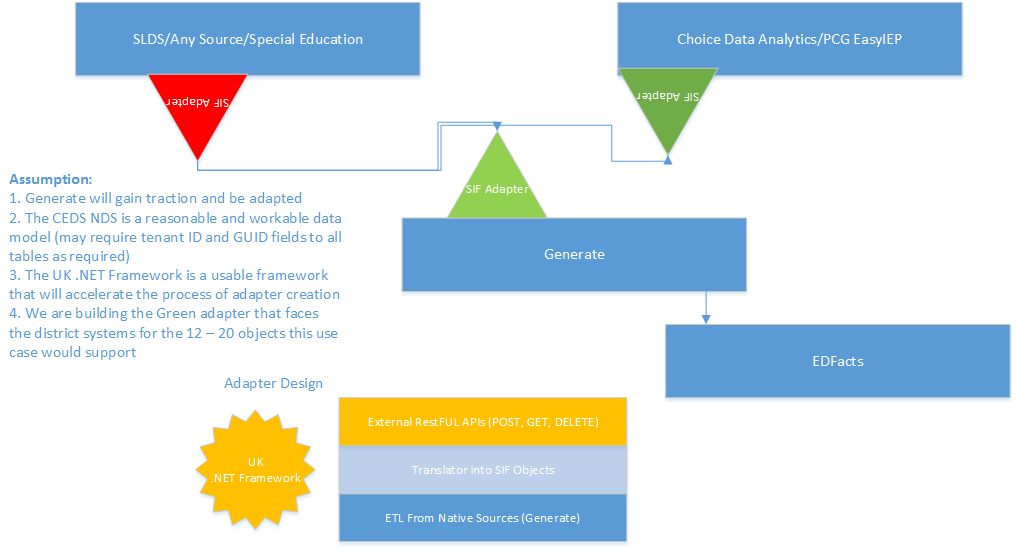 SLDS/Any Source/Special Education
Choice Data Analytics/PCG EasyIEP
SIF Adapter
SIF Adapter
SIF Adapter
Generate
Assumption:
1. Generate will gain traction and be adapted
2. The CEDS NDS is a reasonable and workable data
model (may require tenant ID and GUID fields to all
tables as required)
3. The UK .NET Framework is a usable framework
that will accelerate the process of adapter creation
4. We are building the Green adapter that faces
the district systems for the 12 – 20 objects this use
case would support
EDFacts
Adapter Design
UK
.NET Framework
External RestFUL APIs (POST, GET, DELETE)
Translator into SIF Objects
ETL From Native Sources (Generate)